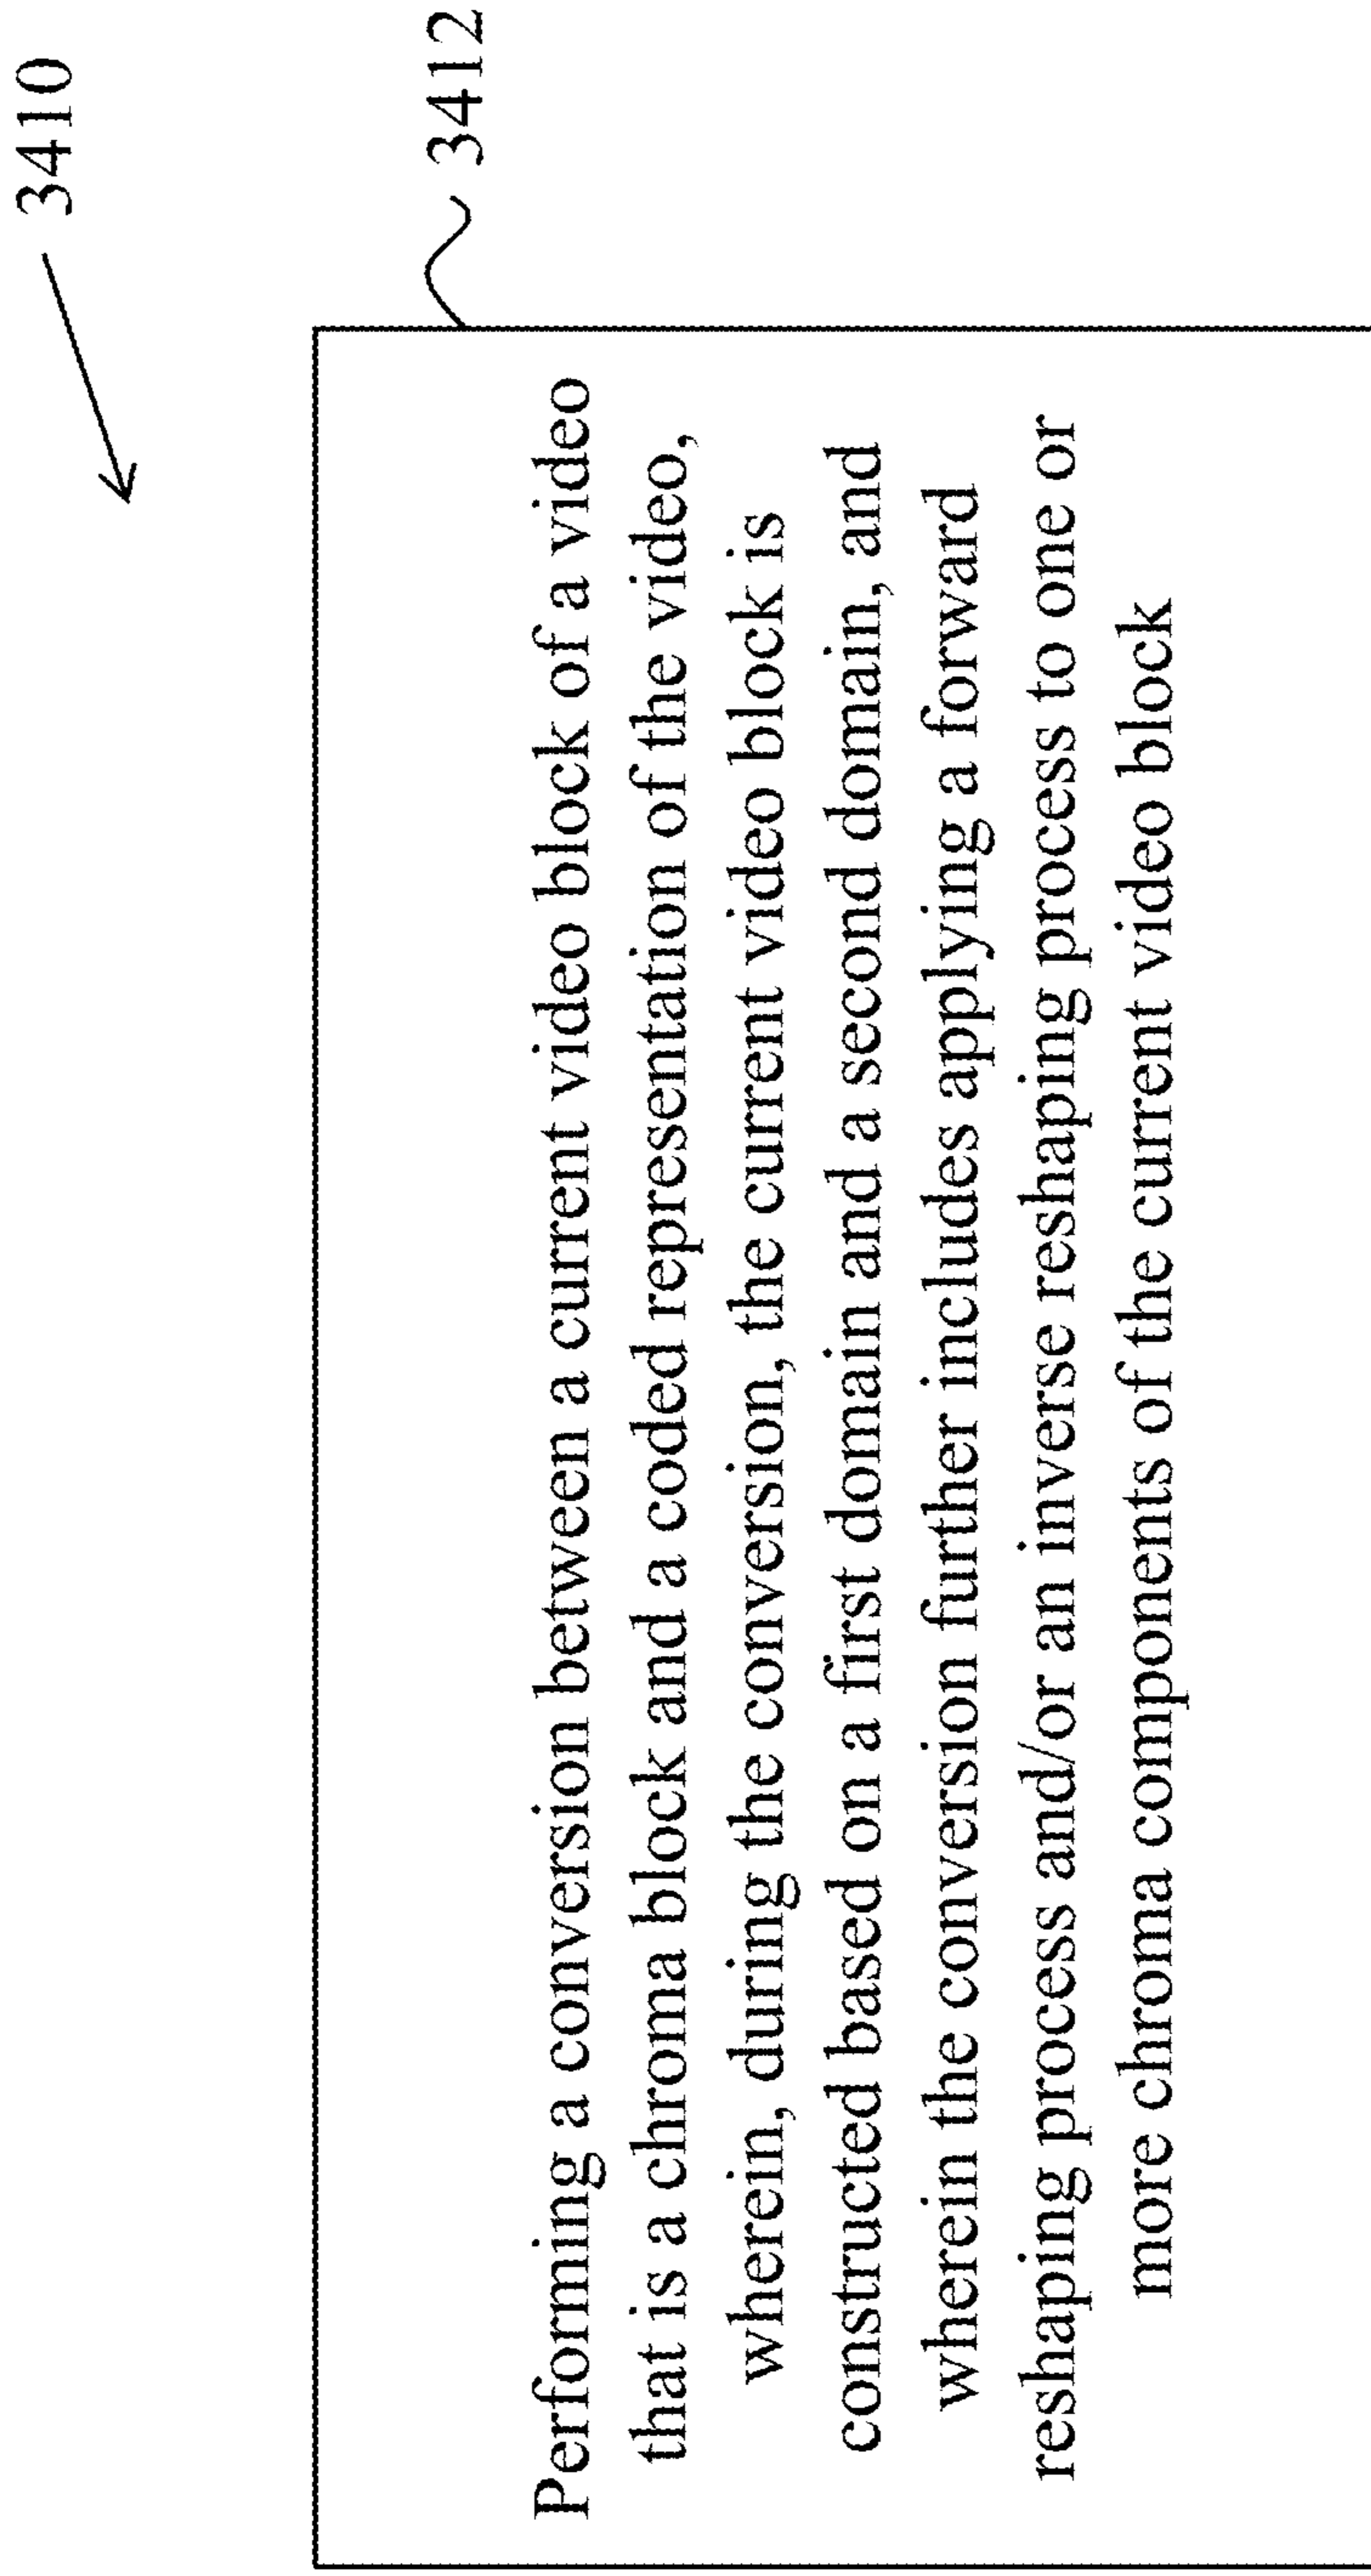 3410
3412
Performing a conversion between a current video block of a video
that is a chroma block and a coded representation of the video,
wherein, during the conversion, the current video block is
constructed based on a first domain and a second domain, and
wherein the conversion further includes applying a forward
reshaping process and/or an inverse reshaping process to one or
more chroma components of the current video block